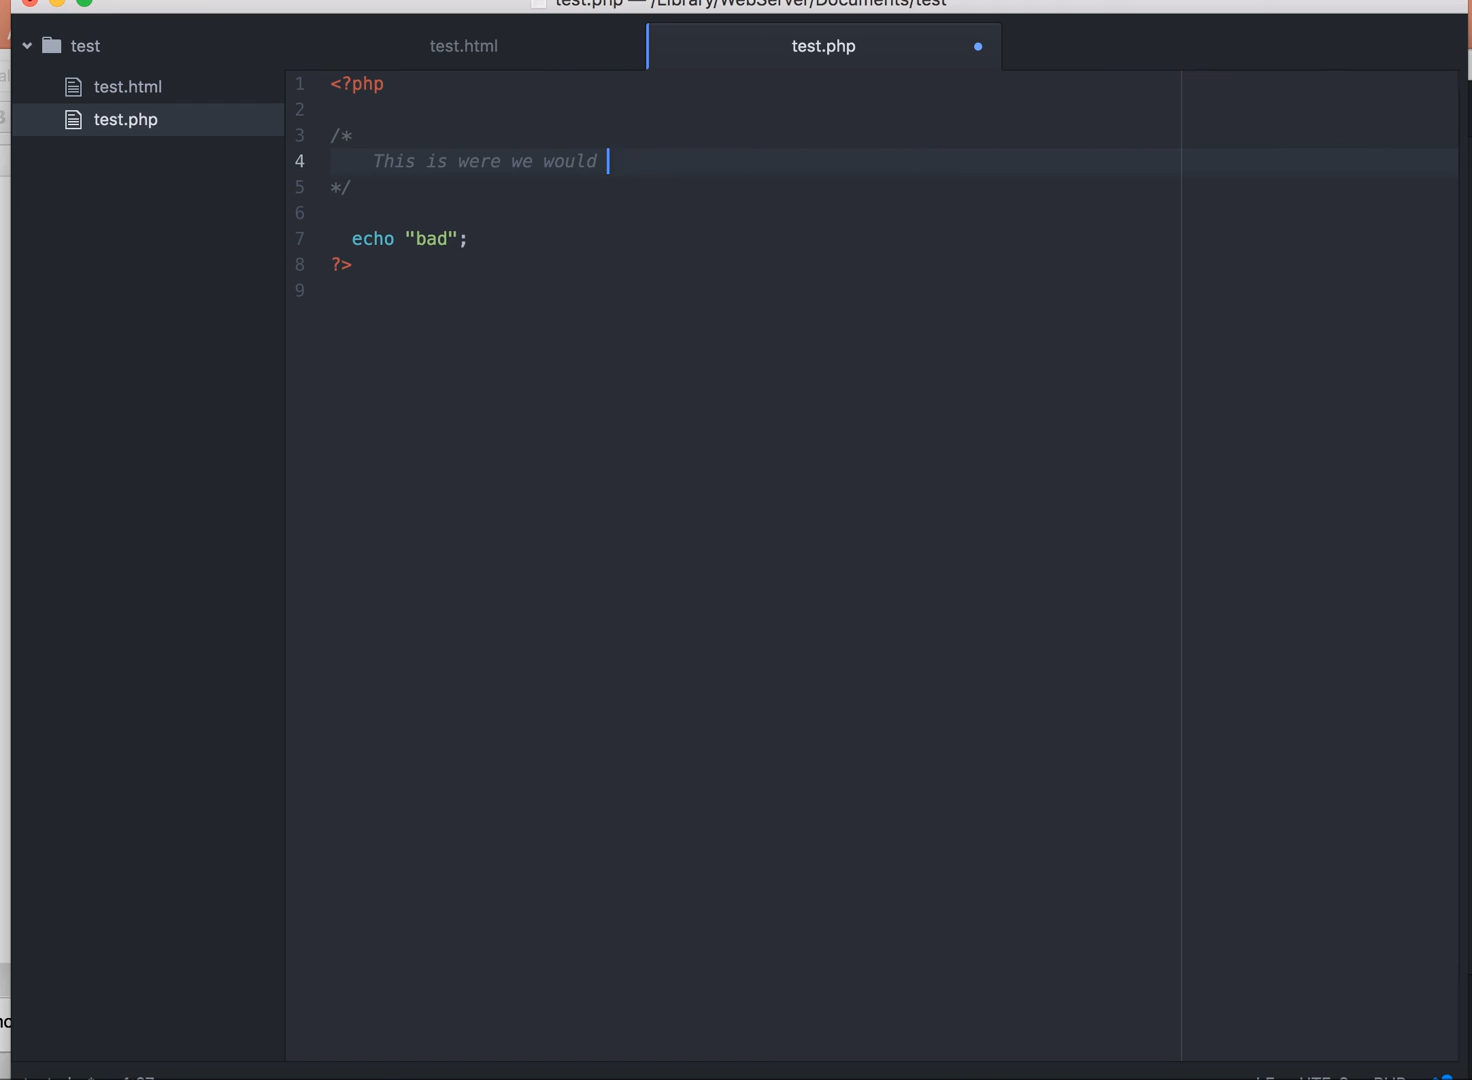 test.php — /Library/WebServer/Documents/test
test
test.html
test.php
test.html
test.php
1 <?php
2
3 /*
4 This is were we would
5 */
6
7 echo "bad";
8 ?>
9